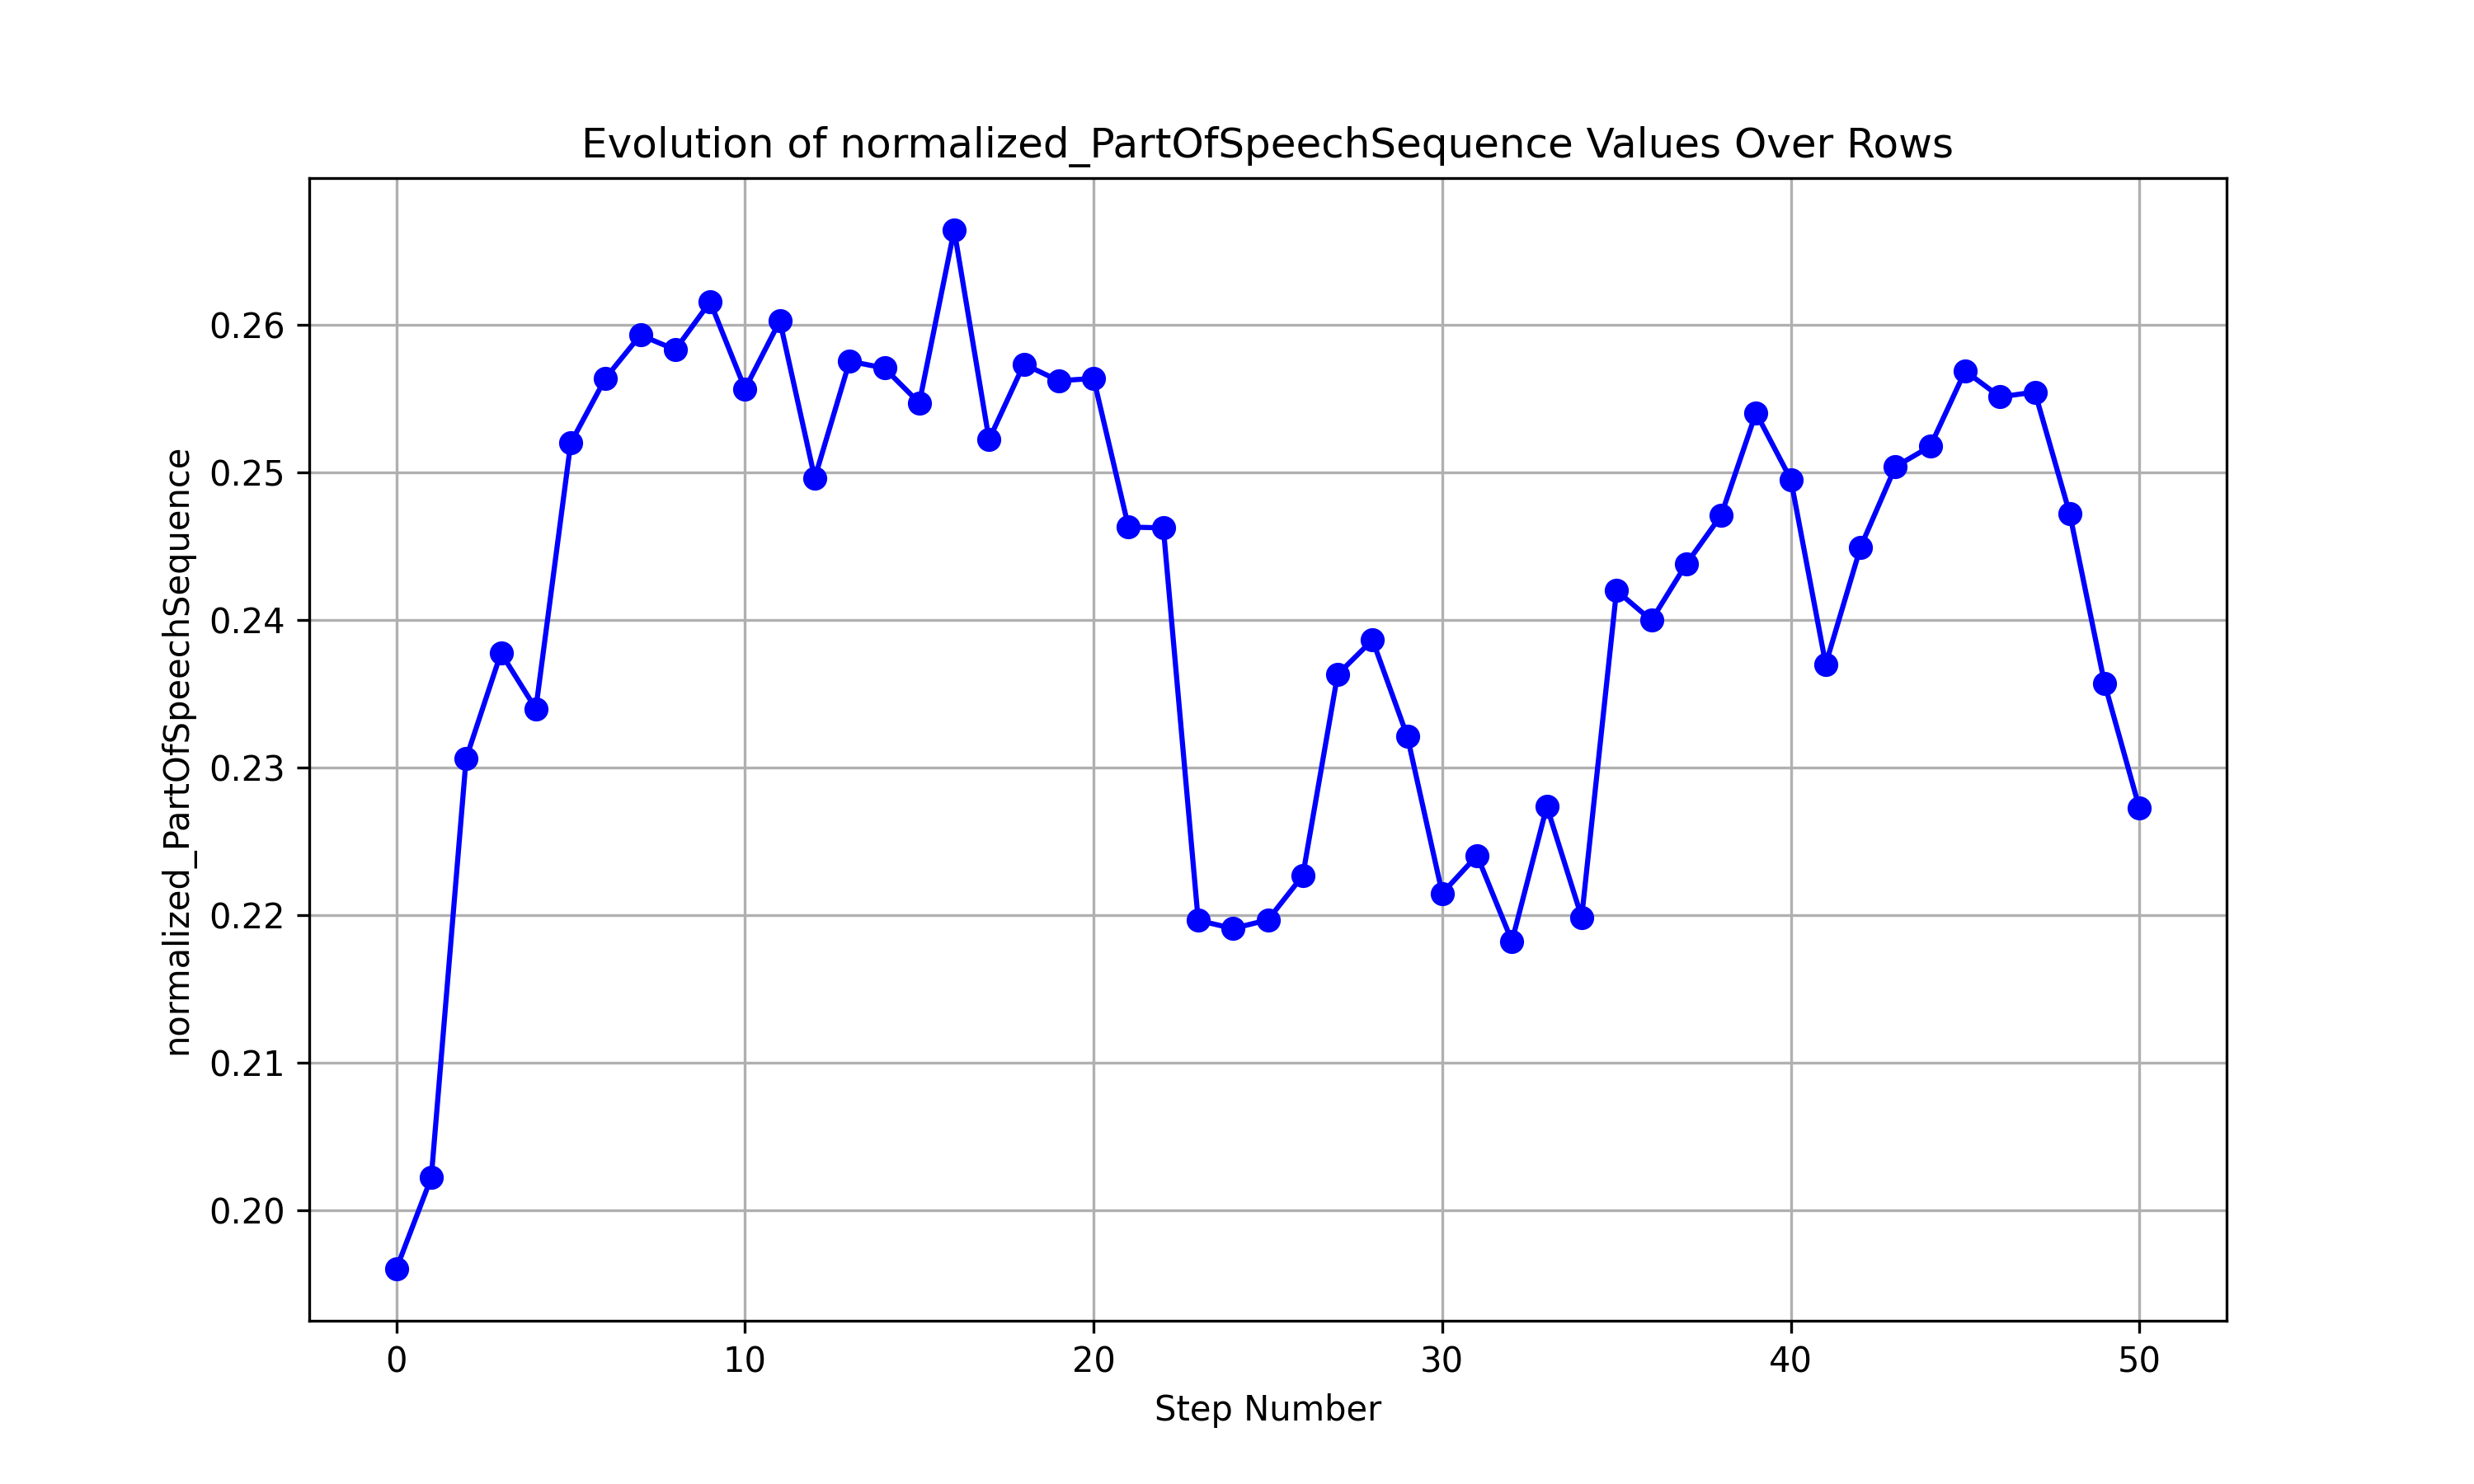 Evolution of normalized_PartOfSpeechSequence Values Over Rows
normalized_PartOfSpeechSequence
0.26
0.25
0.24
0.23
0.22
0.21
0.20
0 10 20 30 40 50
Step Number